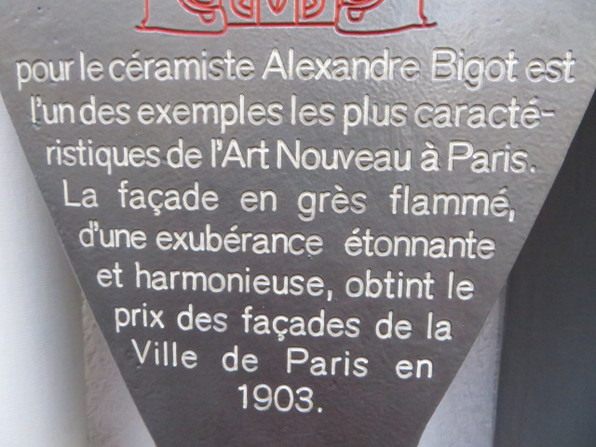 pour le céramiste Alexandre Bigot est
l'un des exemples les plus caracté-
ristiques de l'Art Nouveau à Paris.
La façade en grès flammé,
d'une exubérance étonnante
et harmonieuse, obtint le
prix des façades de la
Ville de Paris en
1903.